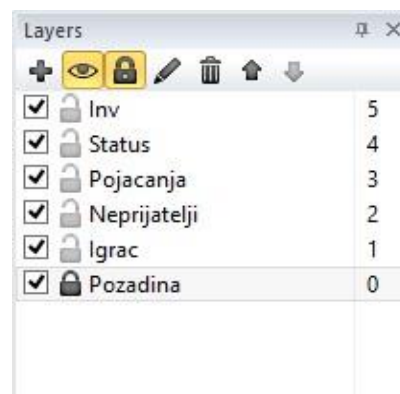 Layers
Inv 5
Status 4
Pojacanja 3
Neprijatelji 2
Igrac 1
Pozadina 0